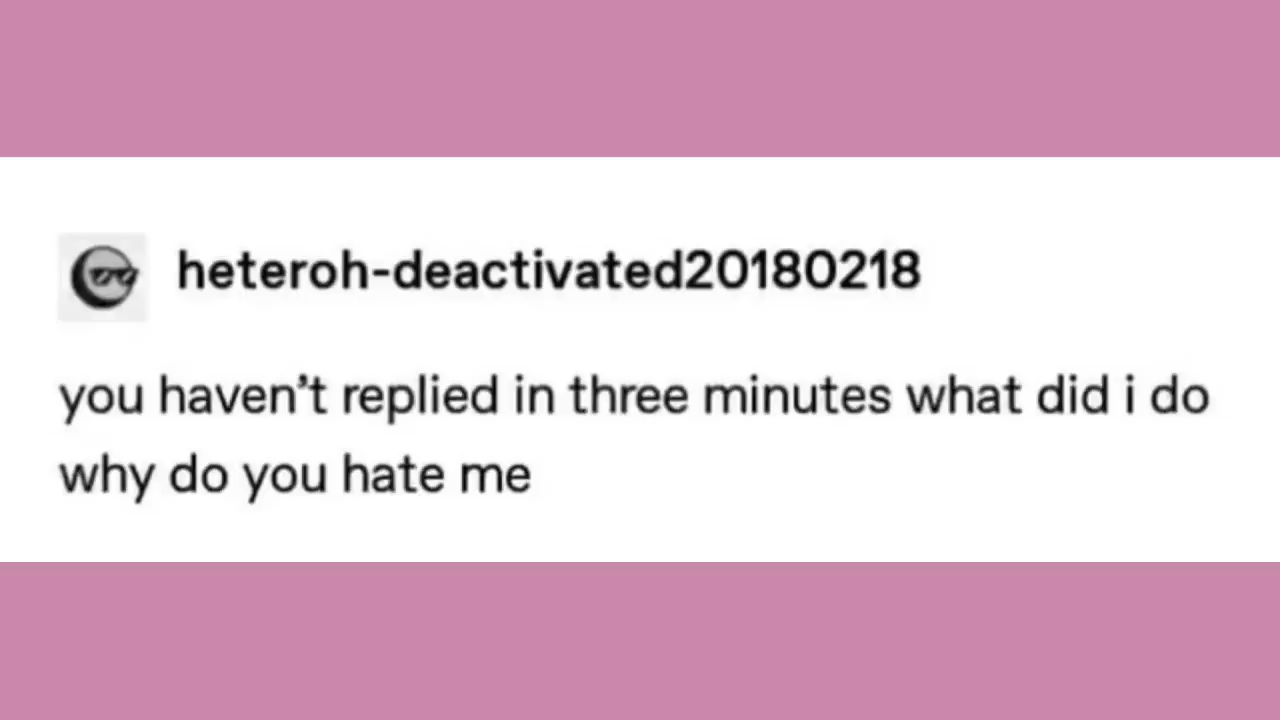 heteroh-deactivated20180218
you haven't replied in three minutes what did i do
why do you hate me